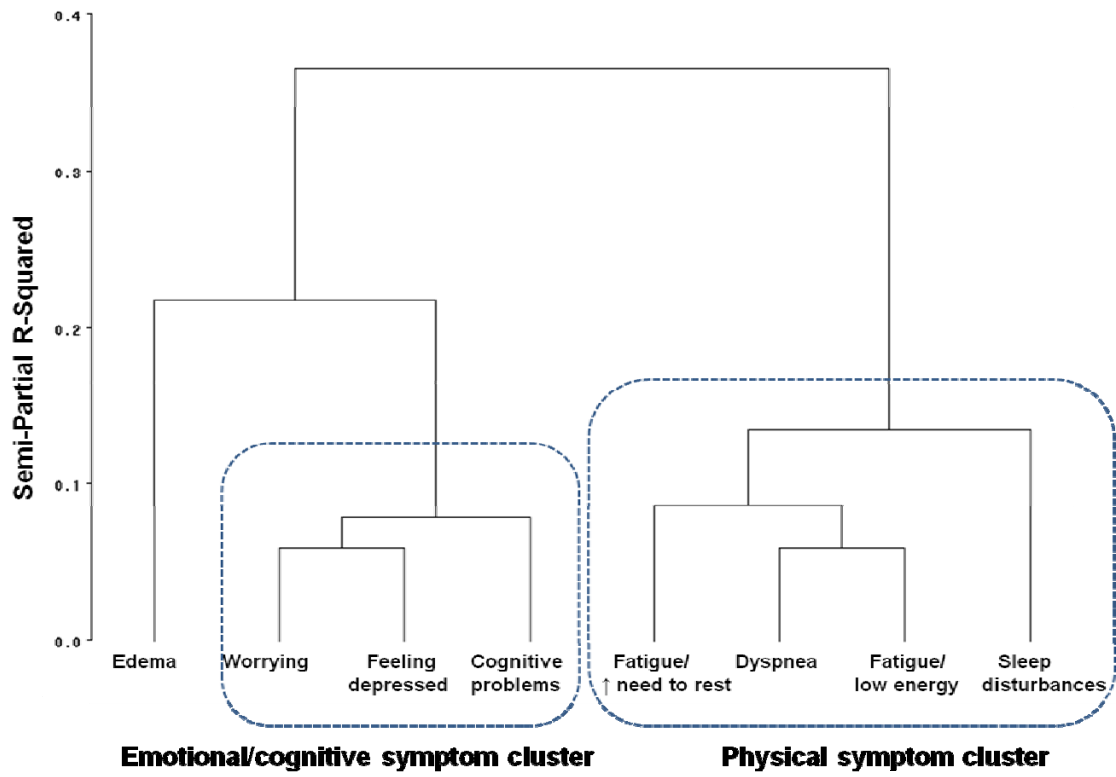 0.4
0.3
0.2
0.1
0.0
Semi-Partial R-Squared
Edema
Worrying
Feeling
depressed
Cognitive
problems
Fatigue/
↑ need to rest
Dyspnea
Fatigue/
low energy
Sleep
disturbances
Emotional/cognitive symptom cluster
Physical symptom cluster